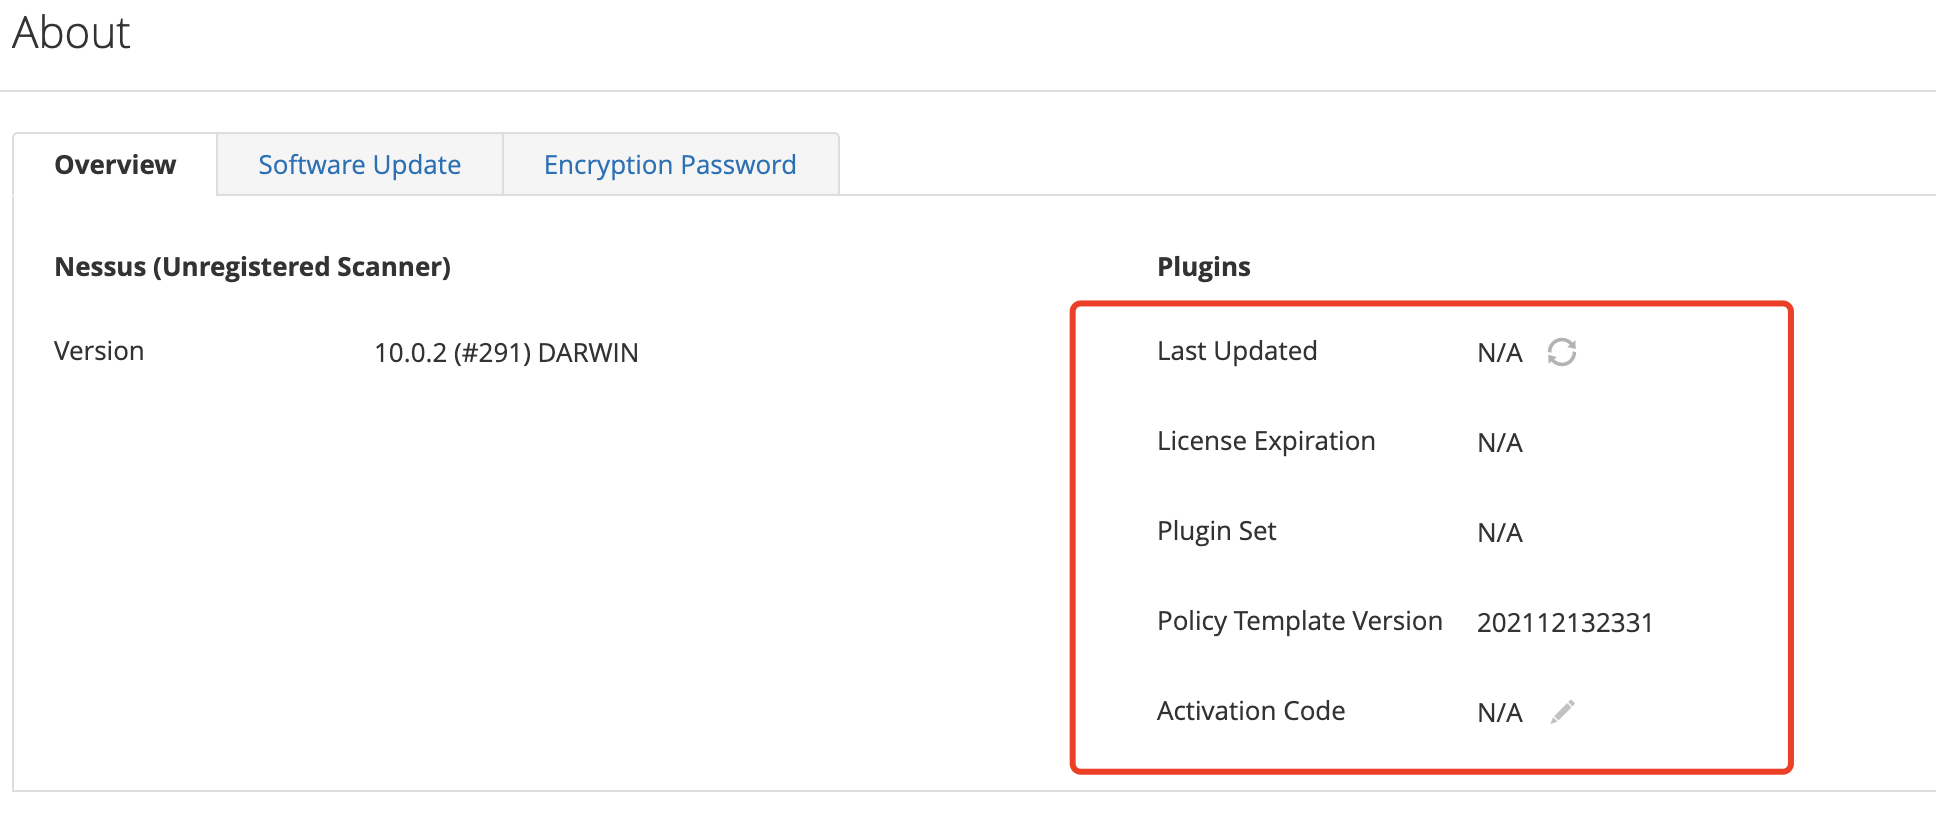 About
Overview
Software Update
Encryption Password
Nessus (Unregistered Scanner)
Version 10.0.2 (#291) DARWIN
Plugins
Last Updated N/A
License Expiration N/A
Plugin Set N/A
Policy Template Version 202112132331
Activation Code N/A